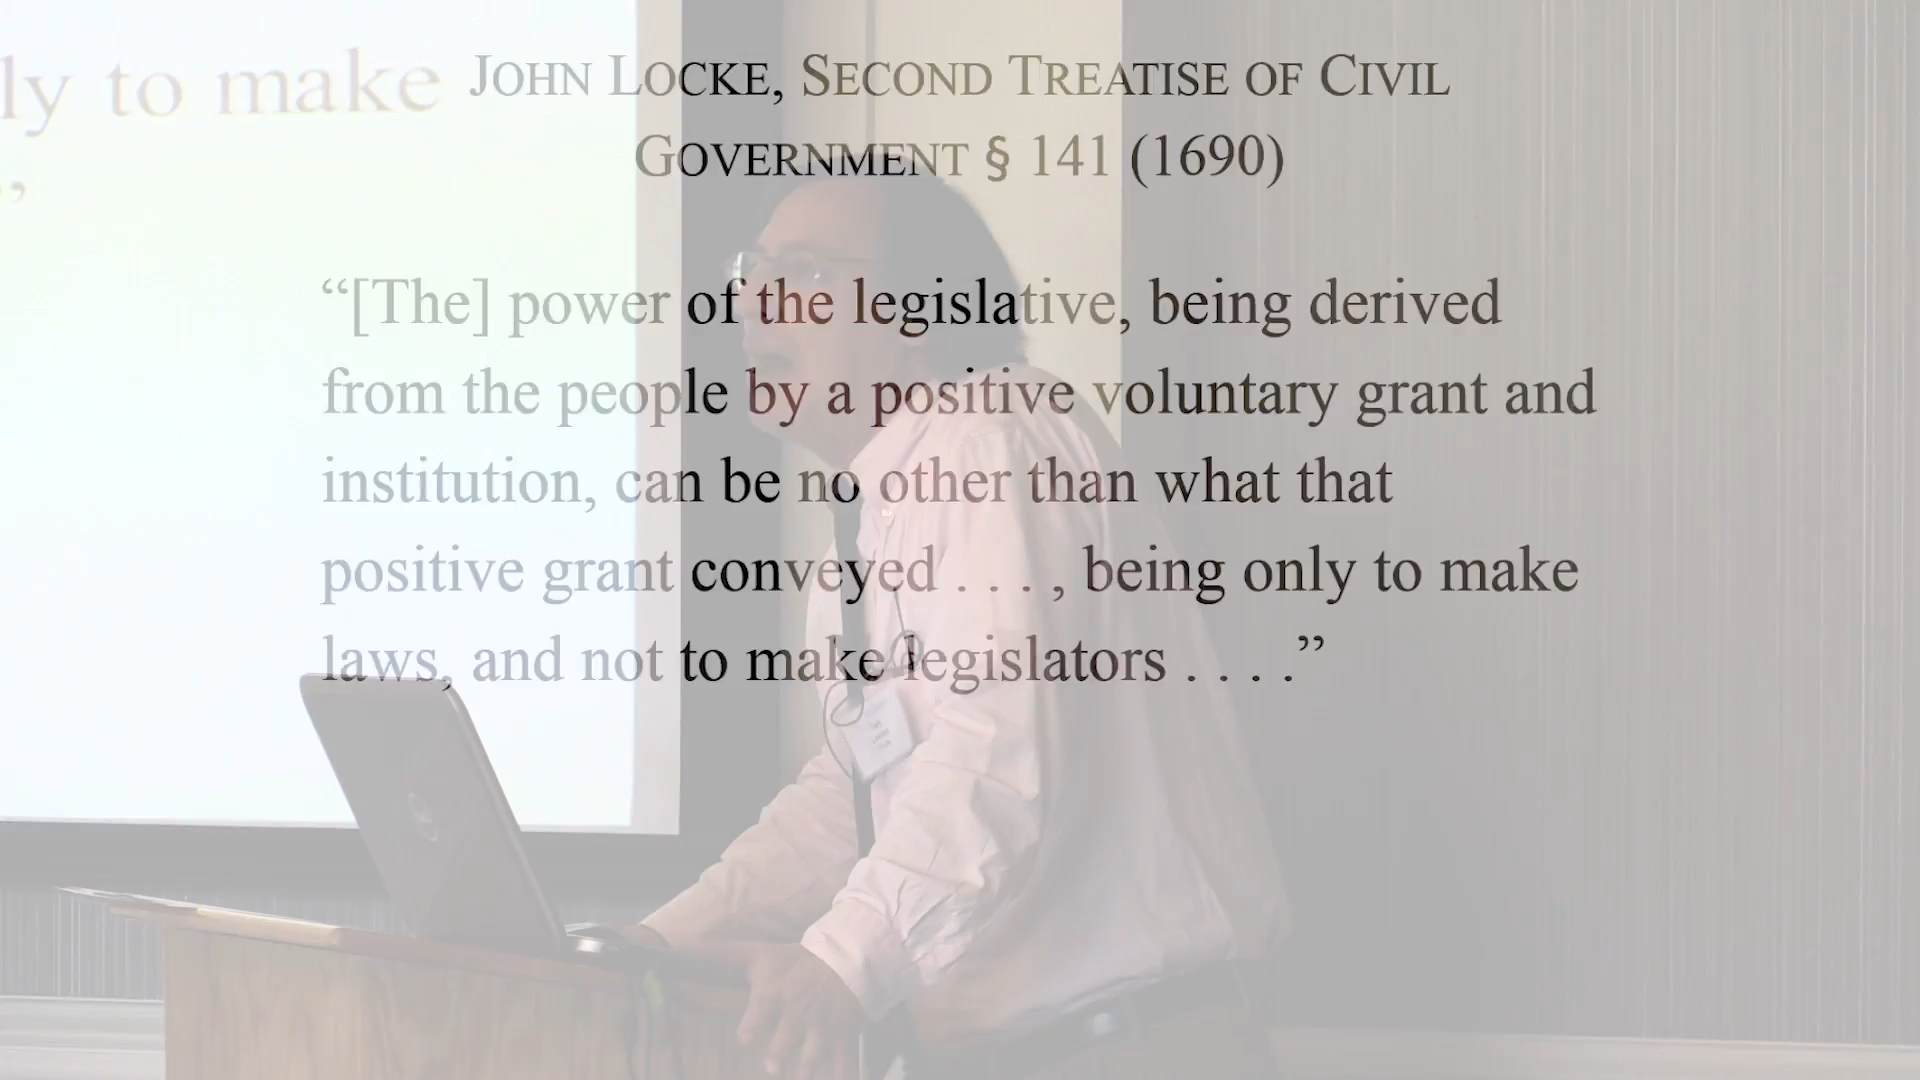 ly to make
”
JOHN LOCKE, SECOND TREATISE OF CIVIL
GOVERNMENT § 141 (1690)
“[The] power of the legislative, being derived
from the people by a positive voluntary grant and
institution, can be no other than what that
positive grant conveyed . . . , being only to make
laws, and not to make legislators . . . .”